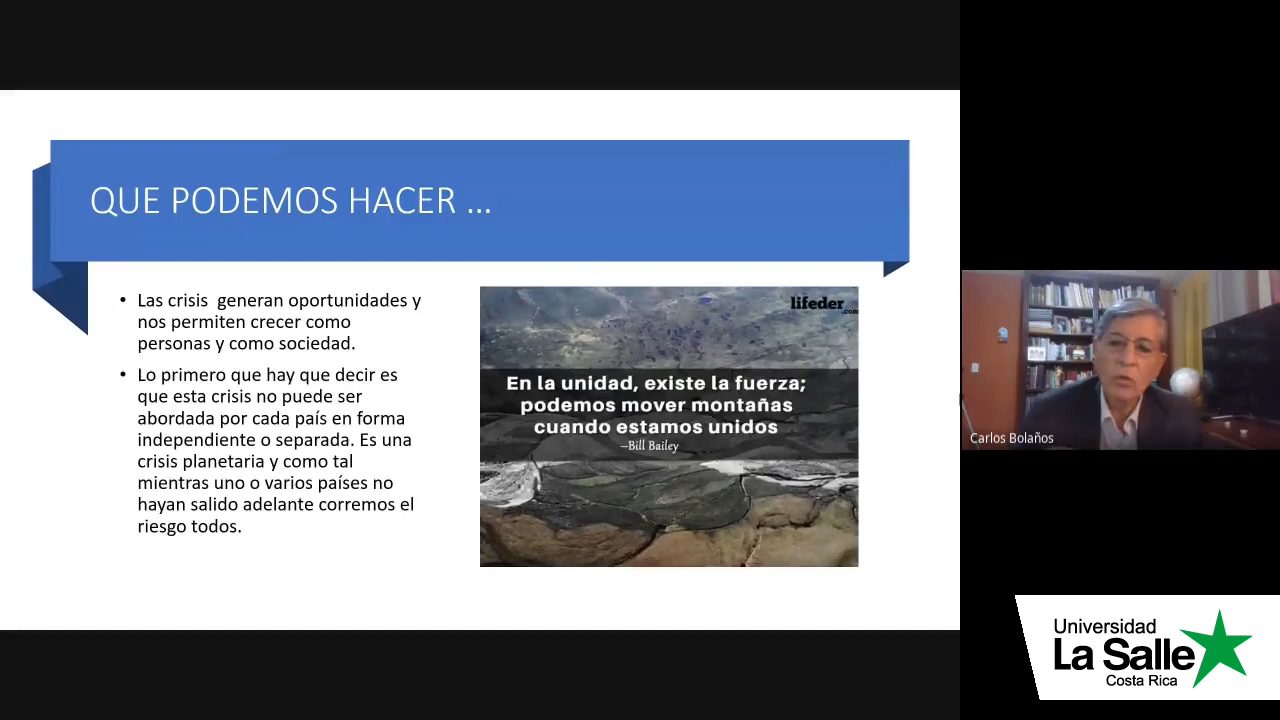 QUE PODEMOS HACER ...
• Las crisis generan oportunidades y
nos permiten crecer como
personas y como sociedad.
• Lo primero que hay que decir es
que esta crisis no puede ser
abordada por cada país en forma
independiente o separada. Es una
crisis planetaria y como tal
mientras uno o varios países no
hayan salido adelante corremos el
riesgo todos.
lifeder
.com
En la unidad, existe la fuerza;
podemos mover montañas
cuando estamos unidos
–Bill Bailey
Carlos Bolaños
Universidad
La Salle
Costa Rica